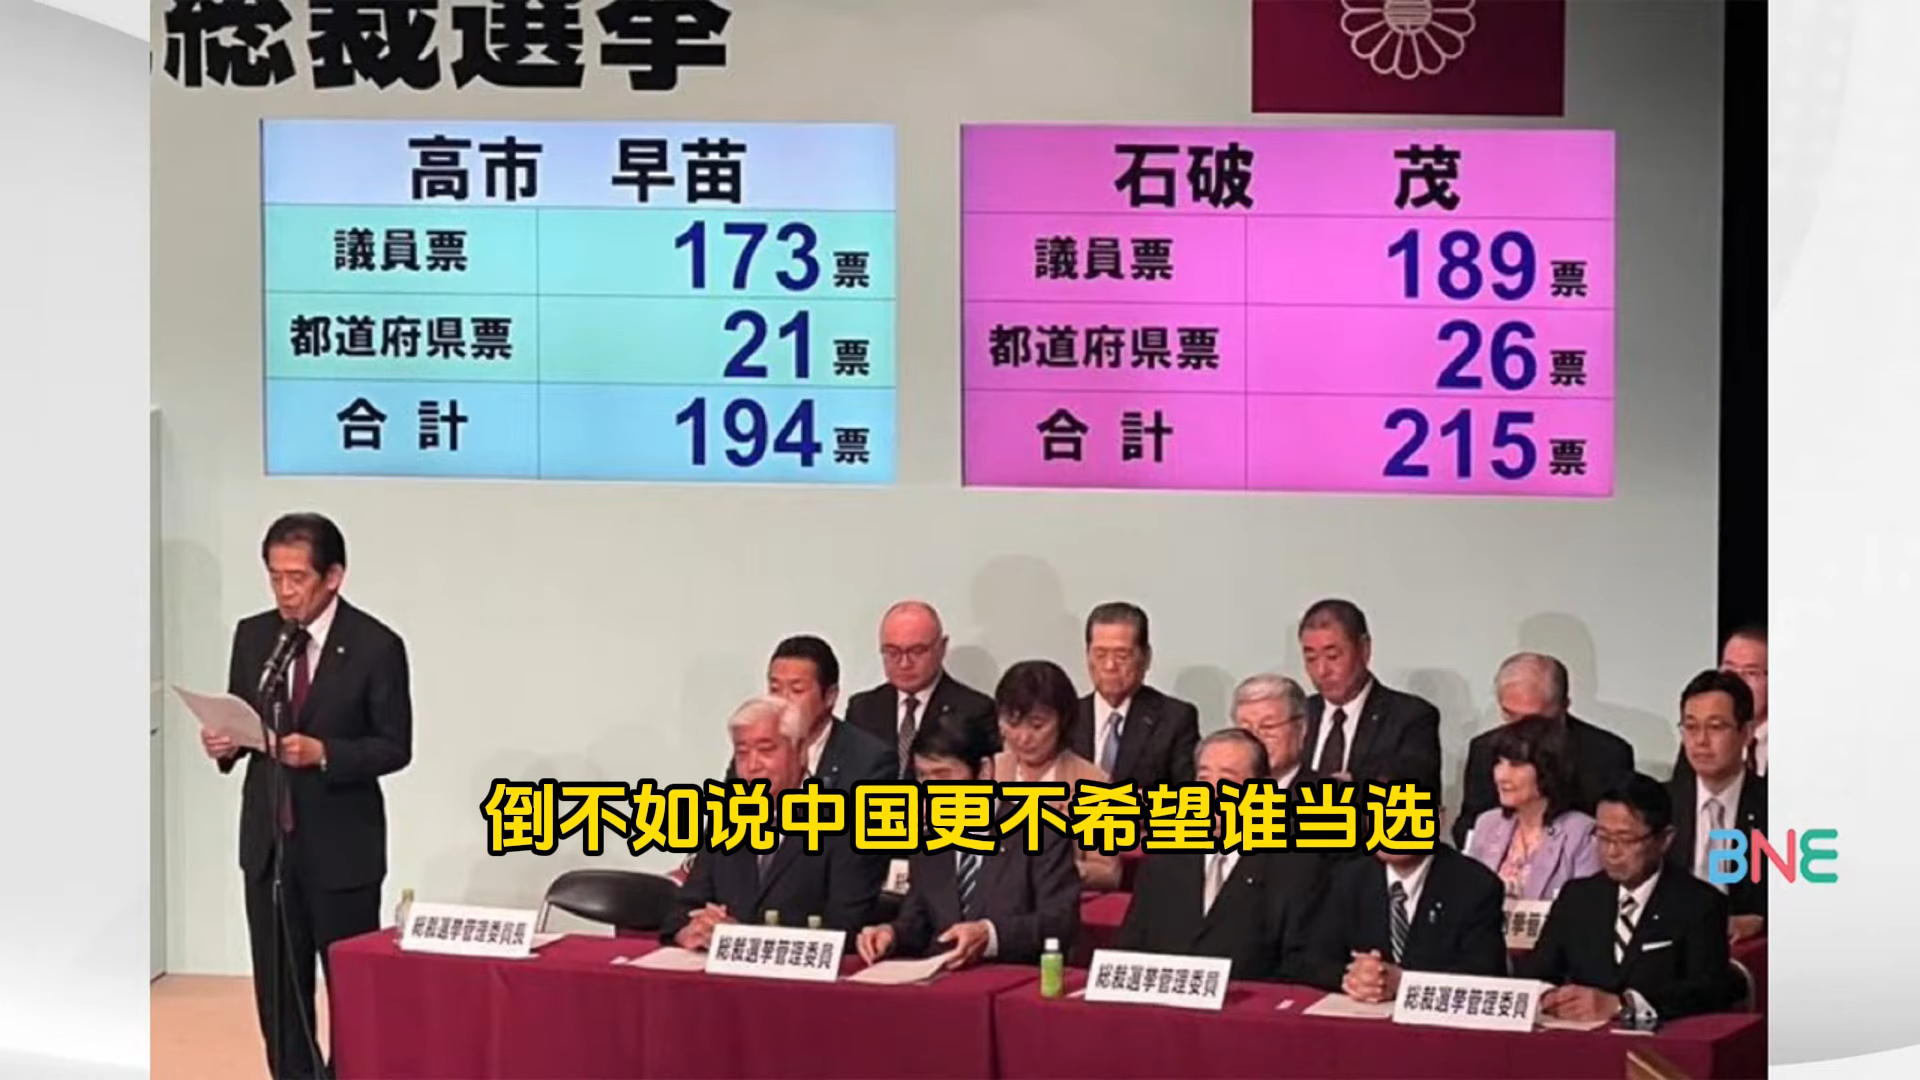 総裁選挙
高市 早苗
議員票 173票
都道府県票 21票
合計 194票
石破 茂
議員票 189票
都道府県票 26票
合計 215票
倒不如说中国更不希望谁当选
BNE
総裁選挙管理委員長
総裁選挙管理委員
総裁選挙管理委員
総裁選挙管理委員